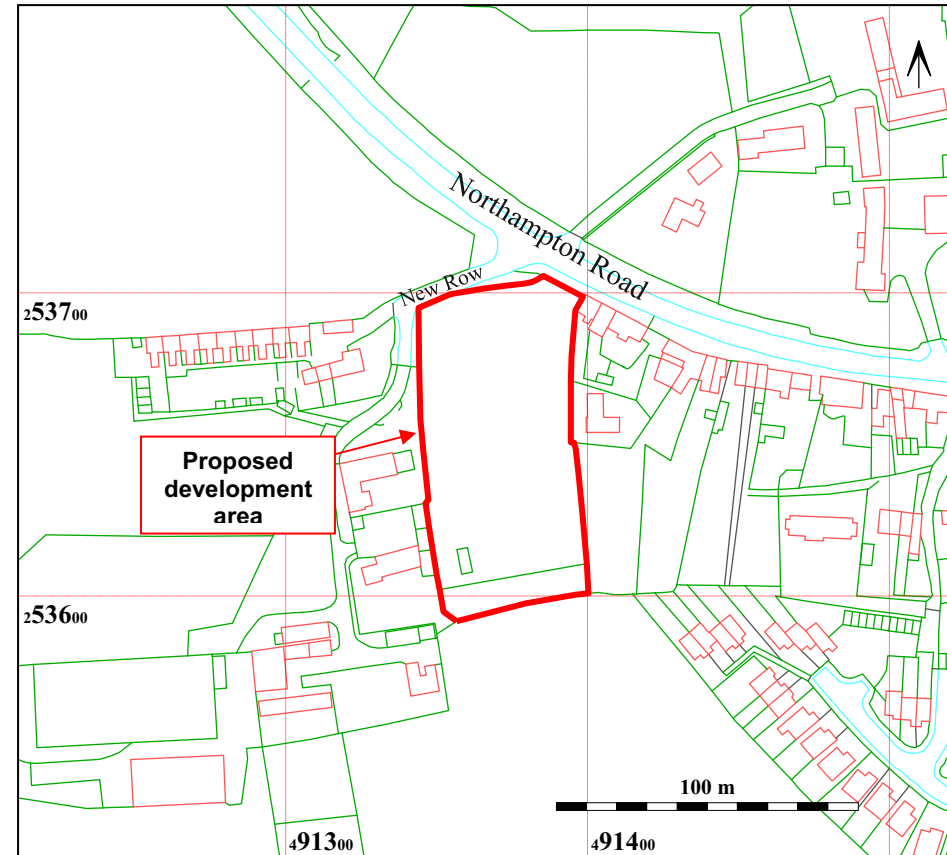 Northampton Road
New Row
253700
Proposed
development
area
253600
100 m
491300
491400